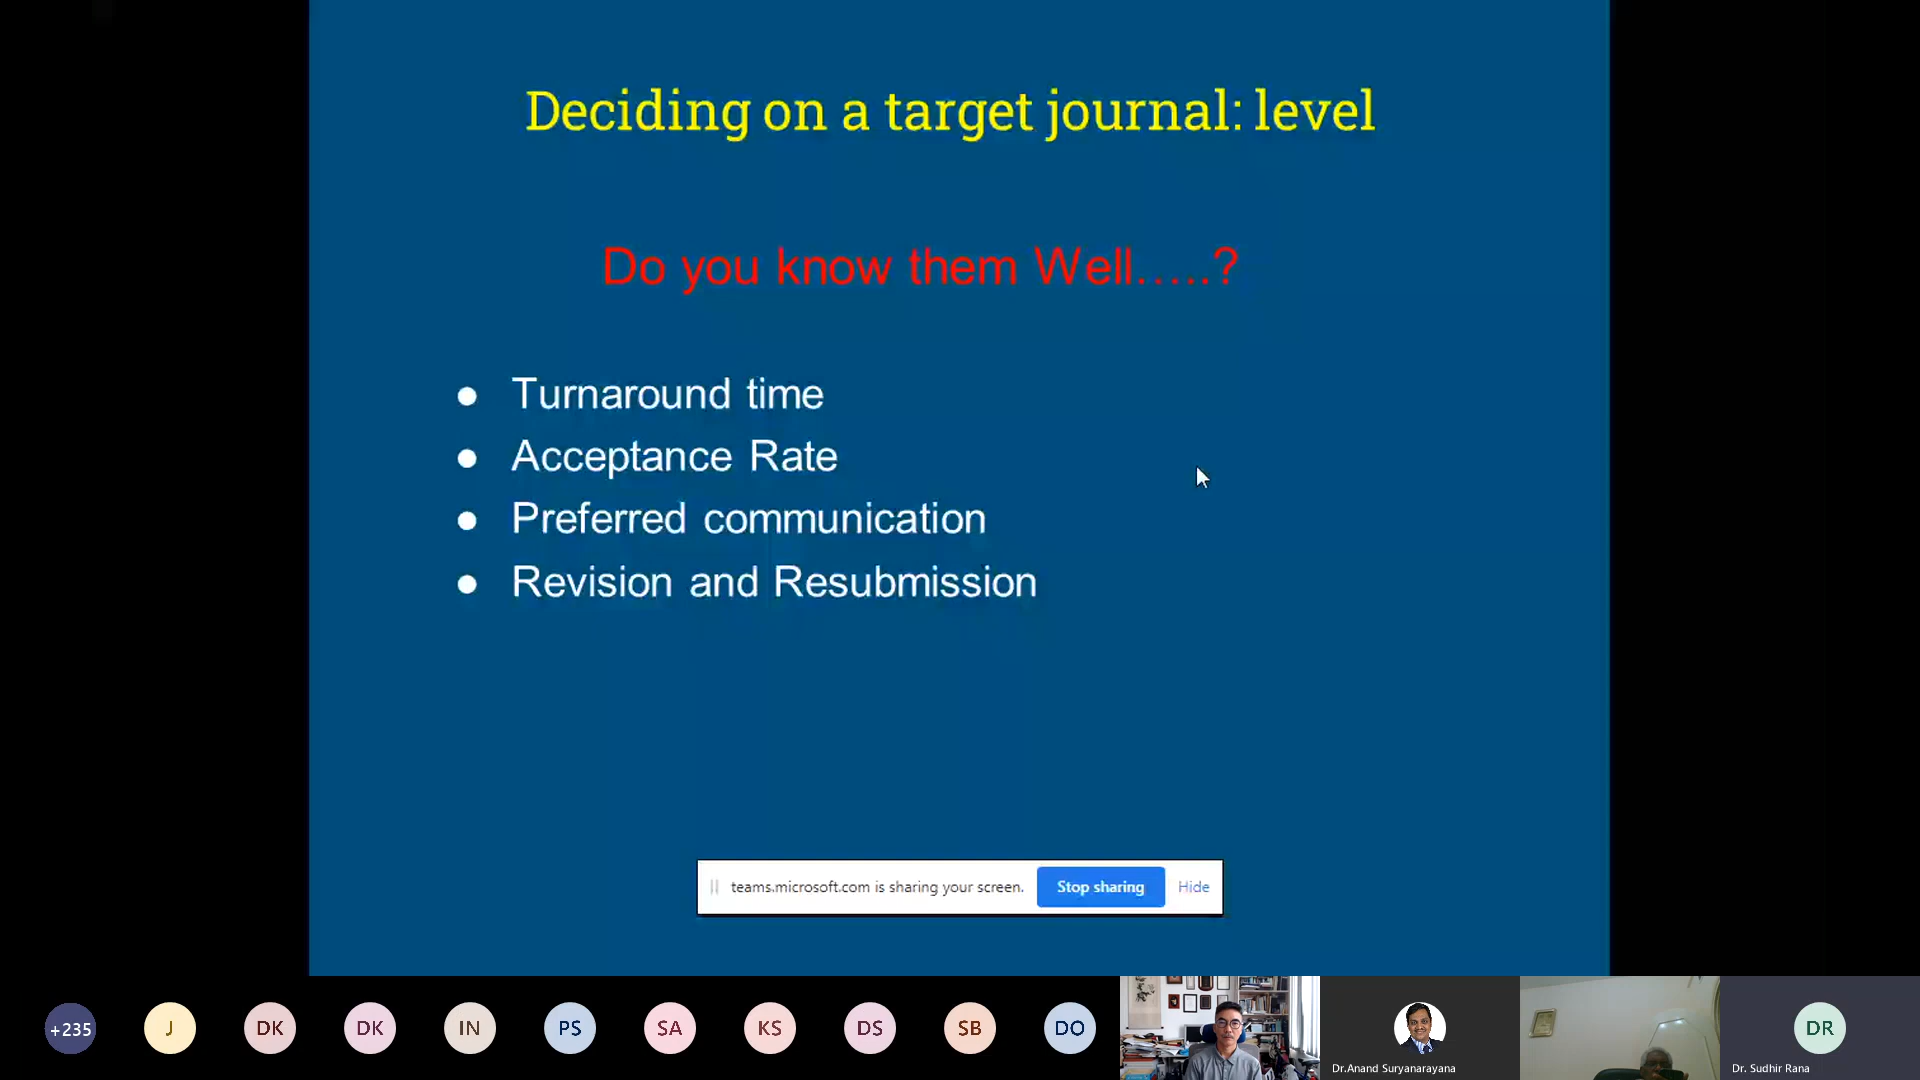 Deciding on a target journal: level
Do you know them Well.....?
● Turnaround time
● Acceptance Rate
● Preferred communication
● Revision and Resubmission
teams.microsoft.com is sharing your screen. Stop sharing Hide
+235 J DK DK IN PS SA KS DS SB DO DR
Dr.Anand Suryanarayana Dr. Sudhir Rana